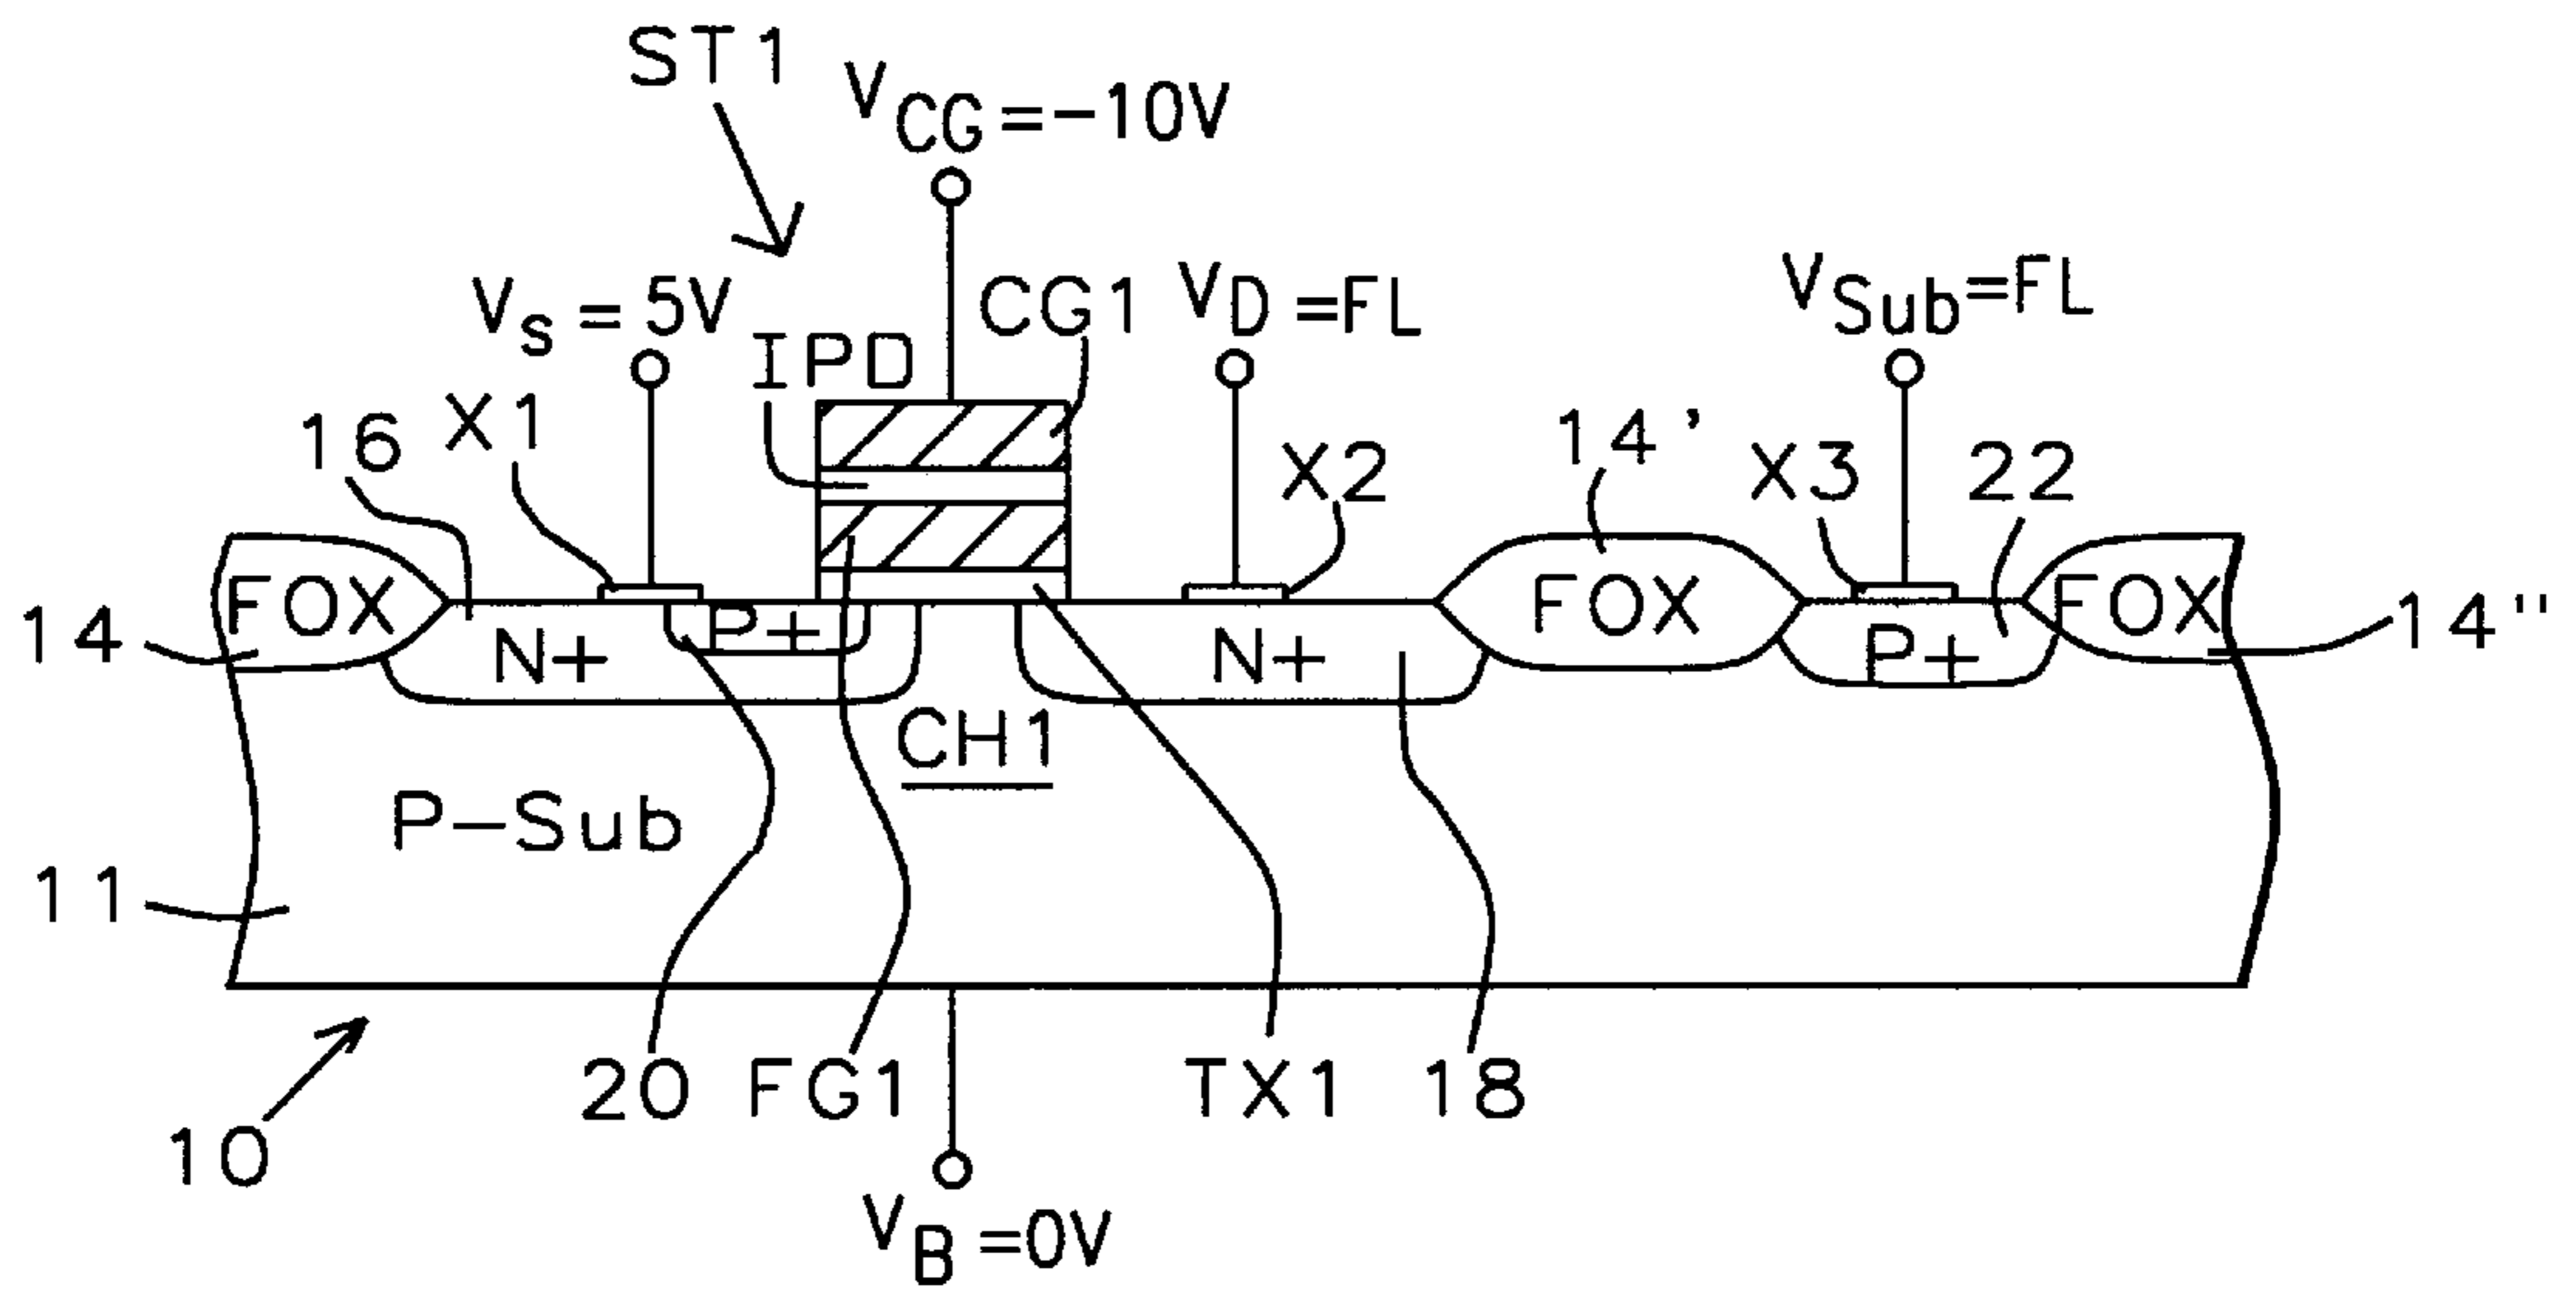 ST1
VCG=-10V
Vs=5V
IPD
CG1
VD=FL
VSub=FL
16
X1
X2
14'
X3
22
FOX
FOX
FOX
14
N+
P+
N+
P+
14"
CH1
P-Sub
11
20
FG1
TX1
18
10
VB=0V